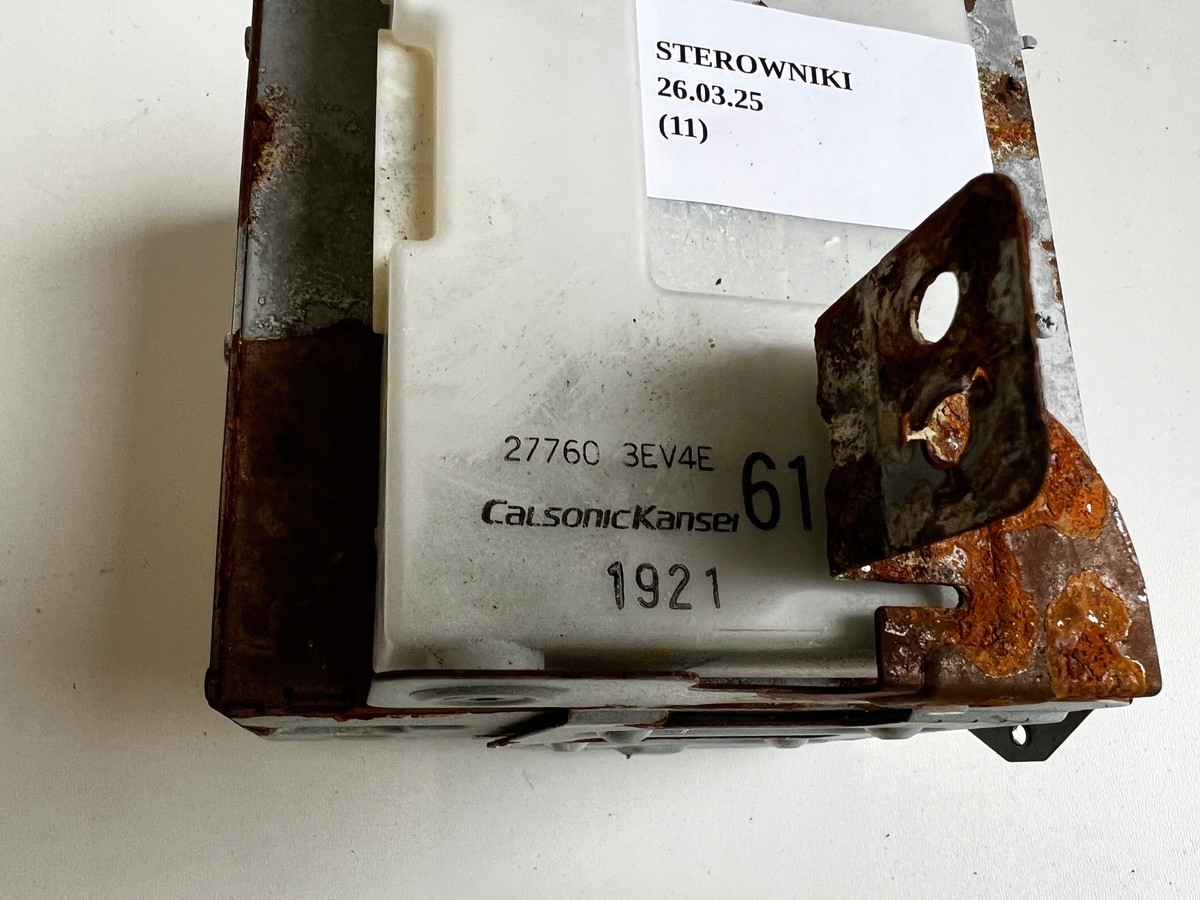 STEROWNIKI
26.03.25
(11)
27760 3EV4E
CalsonicKansei 61
1921